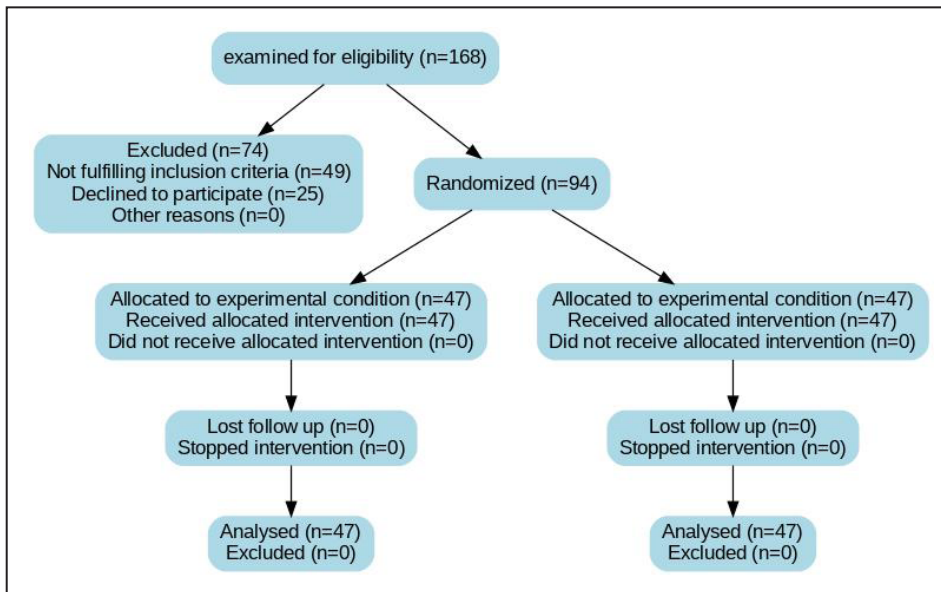 examined for eligibility (n=168)
Excluded (n=74)
Not fulfilling inclusion criteria (n=49)
Declined to participate (n=25)
Other reasons (n=0)
Randomized (n=94)
Allocated to experimental condition (n=47)
Received allocated intervention (n=47)
Did not receive allocated intervention (n=0)
Allocated to experimental condition (n=47)
Received allocated intervention (n=47)
Did not receive allocated intervention (n=0)
Lost follow up (n=0)
Stopped intervention (n=0)
Lost follow up (n=0)
Stopped intervention (n=0)
Analysed (n=47)
Excluded (n=0)
Analysed (n=47)
Excluded (n=0)